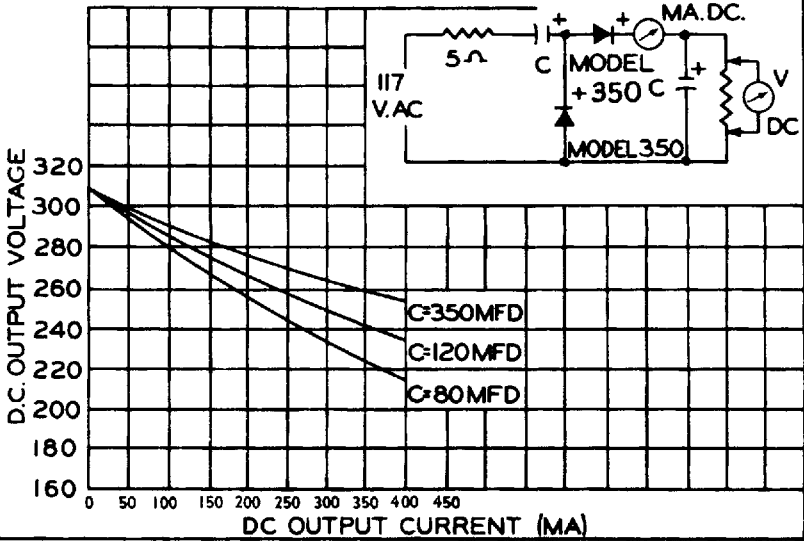 MA. DC.
5Ω
C
MODEL
+350
C
117
V.AC
V
DC
MODEL 350
D.C. OUTPUT VOLTAGE
320
300
280
260
240
220
200
180
160
C=350MFD
C=120MFD
C=80MFD
0 50 100 150 200 250 300 350 400 450
DC OUTPUT CURRENT (MA)